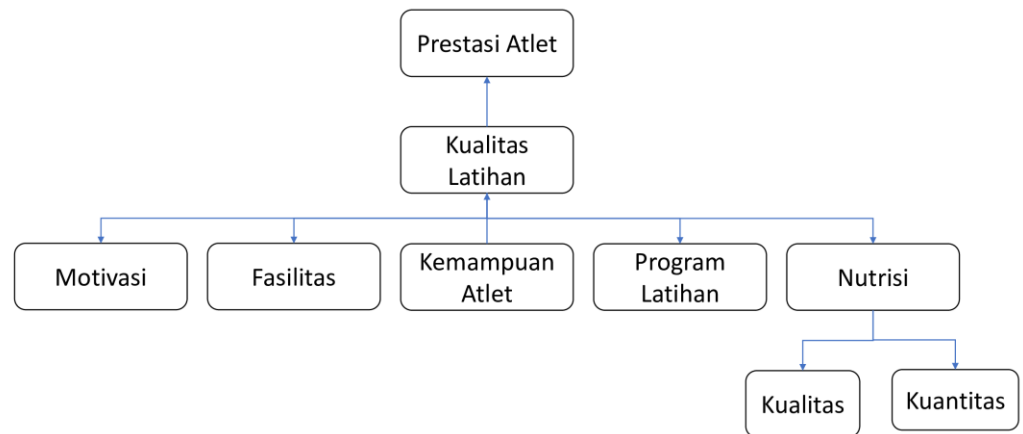 Prestasi Atlet
Kualitas
Latihan
Motivasi
Fasilitas
Kemampuan
Atlet
Program
Latihan
Nutrisi
Kualitas
Kuantitas